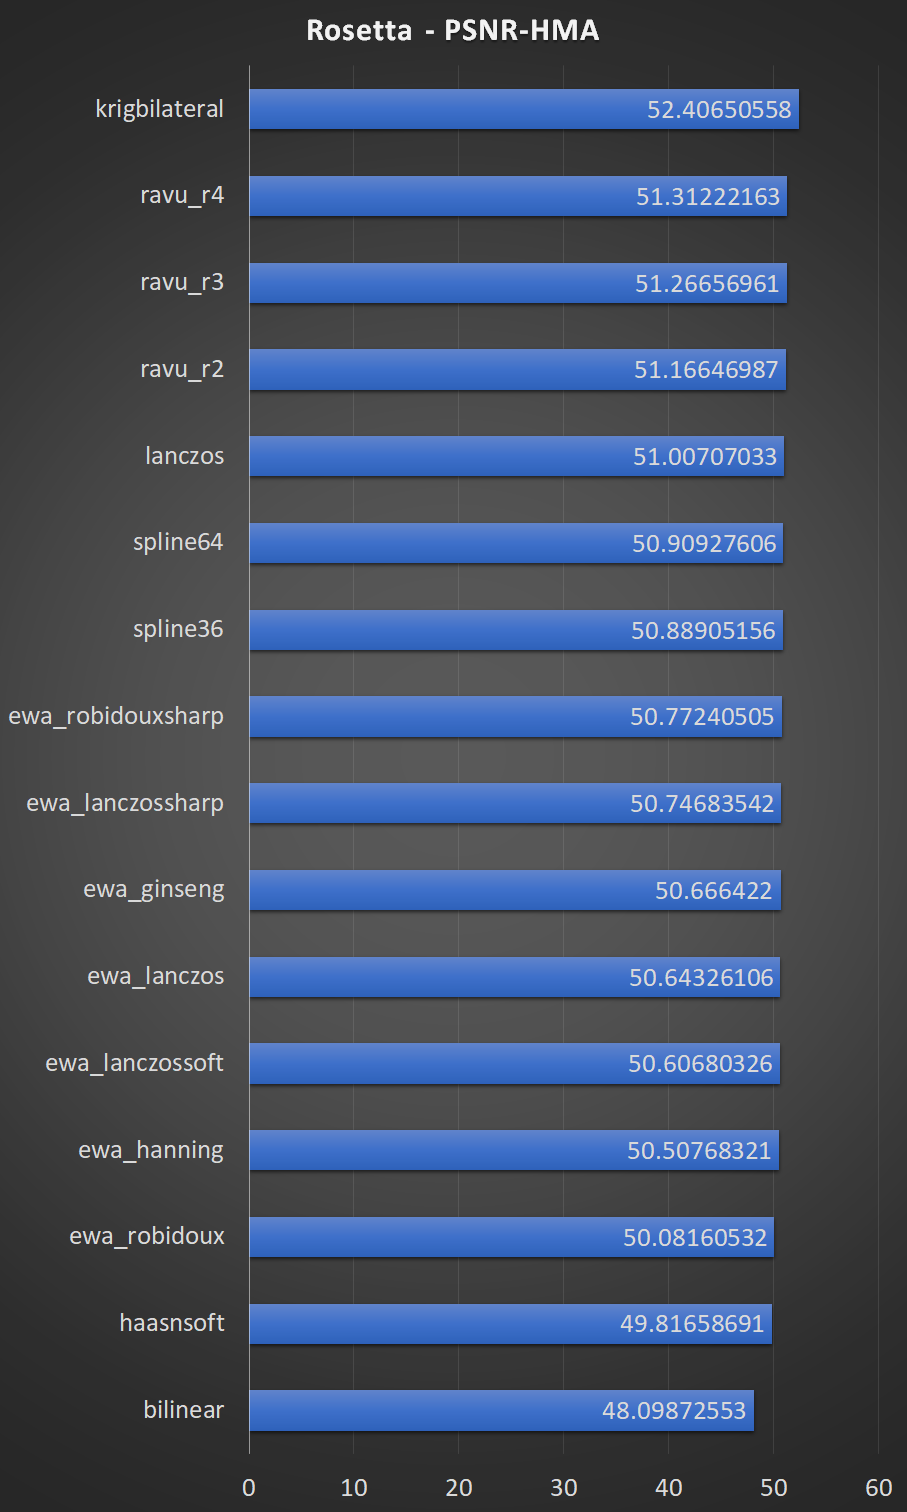 Rosetta - PSNR-HMA
krigbilateral 52.40650558
ravu_r4 51.31222163
ravu_r3 51.26656961
ravu_r2 51.16646987
lanczos 51.00707033
spline64 50.90927606
spline36 50.88905156
ewa_robidouxsharp 50.77240505
ewa_lanczossharp 50.74683542
ewa_ginseng 50.666422
ewa_lanczos 50.64326106
ewa_lanczossoft 50.60680326
ewa_hanning 50.50768321
ewa_robidoux 50.08160532
haasnsoft 49.81658691
bilinear 48.09872553
0 10 20 30 40 50 60